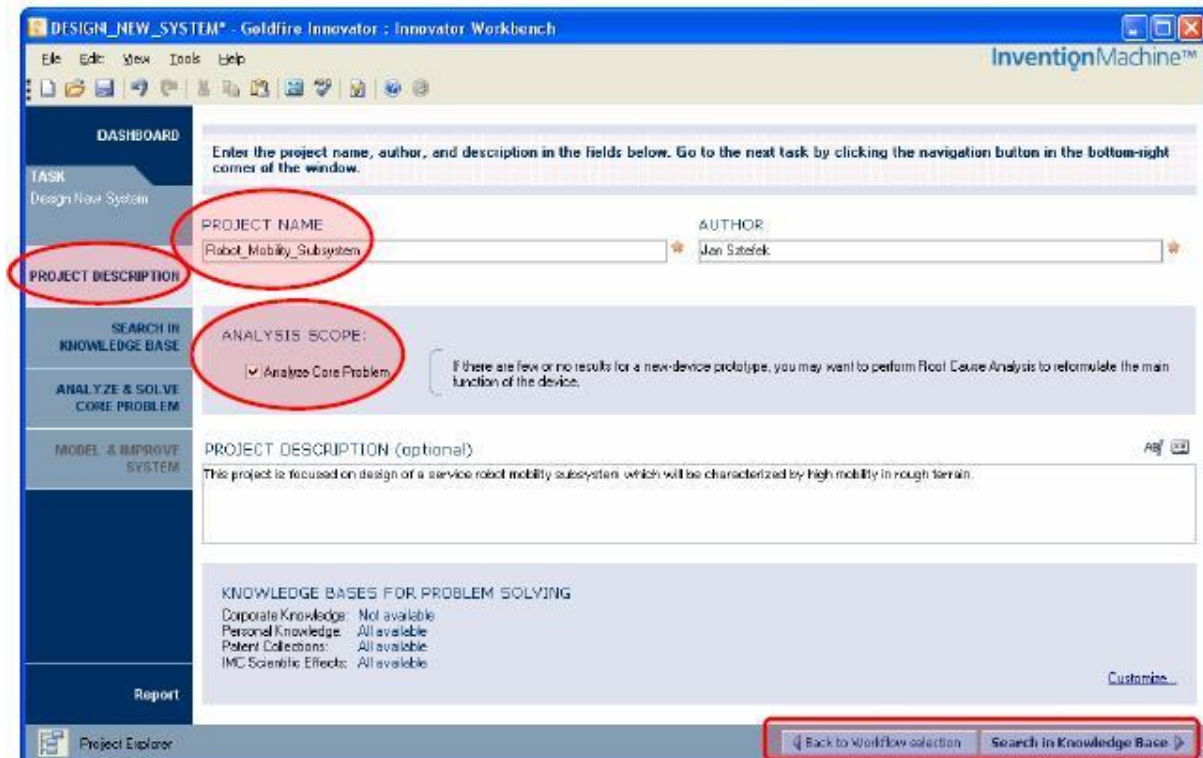 DESIGN_NEW_SYSTEM* - Goldfire Innovator : Innovator Workbench
File Edit View Tools Help
InventionMachine™
DASHBOARD
TASK
Design New System
PROJECT DESCRIPTION
SEARCH IN
KNOWLEDGE BASE
ANALYZE & SOLVE
CORE PROBLEM
MODEL & IMPROVE
SYSTEM
Report
Enter the project name, author, and description in the fields below. Go to the next task by clicking the navigation button in the bottom-right
corner of the window.
PROJECT NAME
Robot_Mobility_Subsystem
AUTHOR
Jan Sztefek
ANALYSIS SCOPE:
Analyze Core Problem
If there are few or no results for a new-device prototype, you may want to perform Root Cause Analysis to reformulate the main
function of the device.
PROJECT DESCRIPTION (optional)
This project is focused on design of a service robot mobility subsystem which will be characterized by high mobility in rough terrain.
KNOWLEDGE BASES FOR PROBLEM SOLVING
Corporate Knowledge: Not available
Personal Knowledge: All available
Patent Collections: All available
IMC Scientific Effects: All available
Customize...
Project Explorer
Back to Workflow selection
Search in Knowledge Base